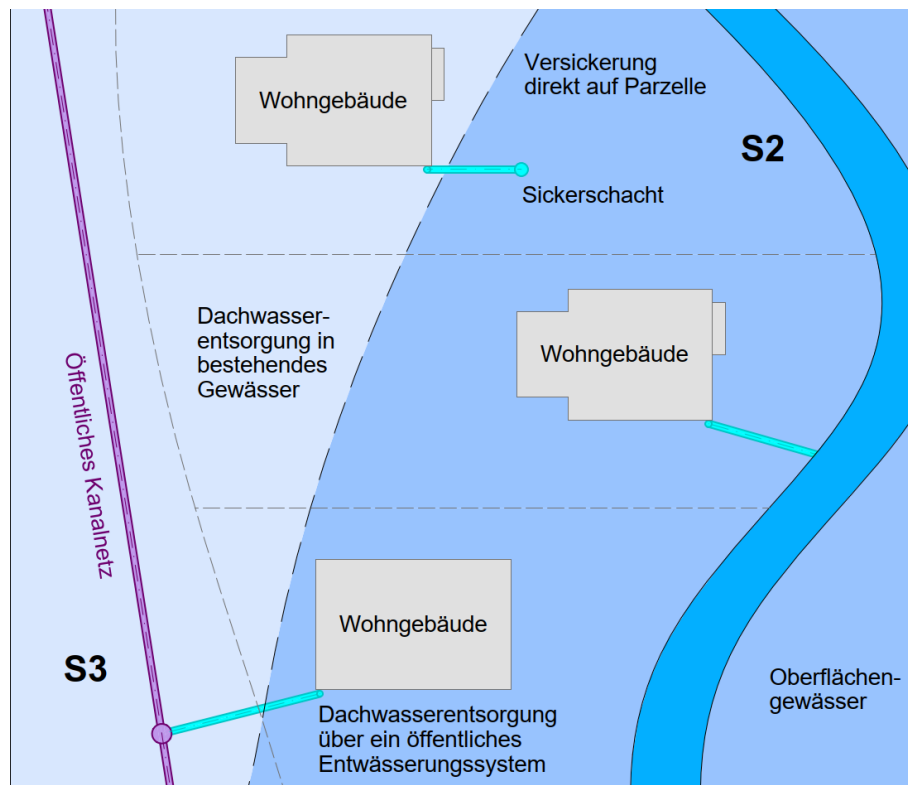 Wohngebäude
Versickerung
direkt auf Parzelle
S2
Sickerschacht
Dachwasser-
entsorgung in
bestehendes
Gewässer
Wohngebäude
Öffentliches Kanalnetz
Wohngebäude
S3
Oberflächen-
gewässer
Dachwasserentsorgung
über ein öffentliches
Entwässerungssystem